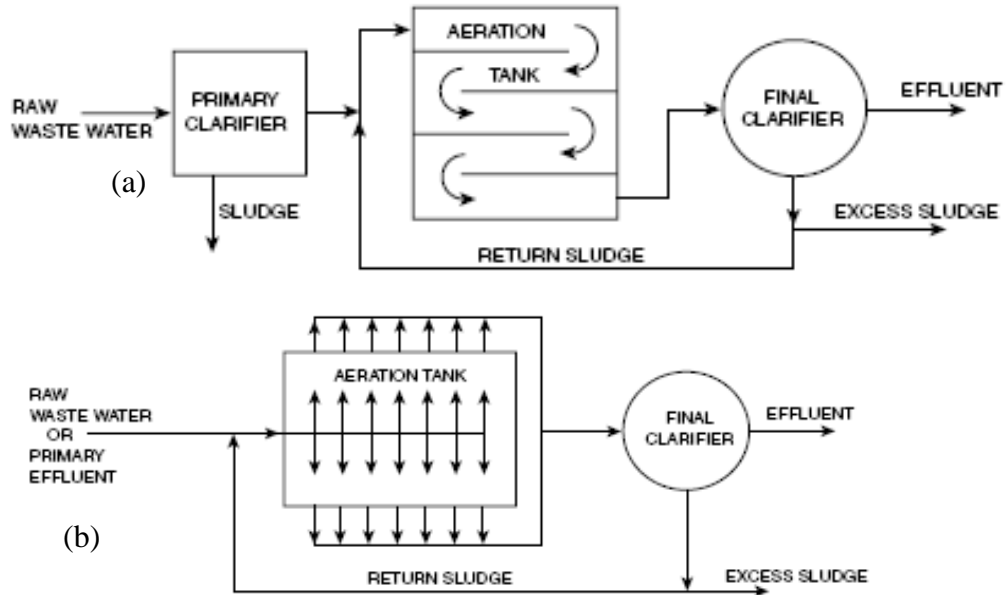 RAW
WASTE WATER
PRIMARY
CLARIFIER
SLUDGE
AERATION
TANK
FINAL
CLARIFIER
EFFLUENT
EXCESS SLUDGE
RETURN SLUDGE
(a)
RAW
WASTE WATER
OR
PRIMARY
EFFLUENT
AERATION TANK
FINAL
CLARIFIER
EFFLUENT
RETURN SLUDGE
EXCESS SLUDGE
(b)